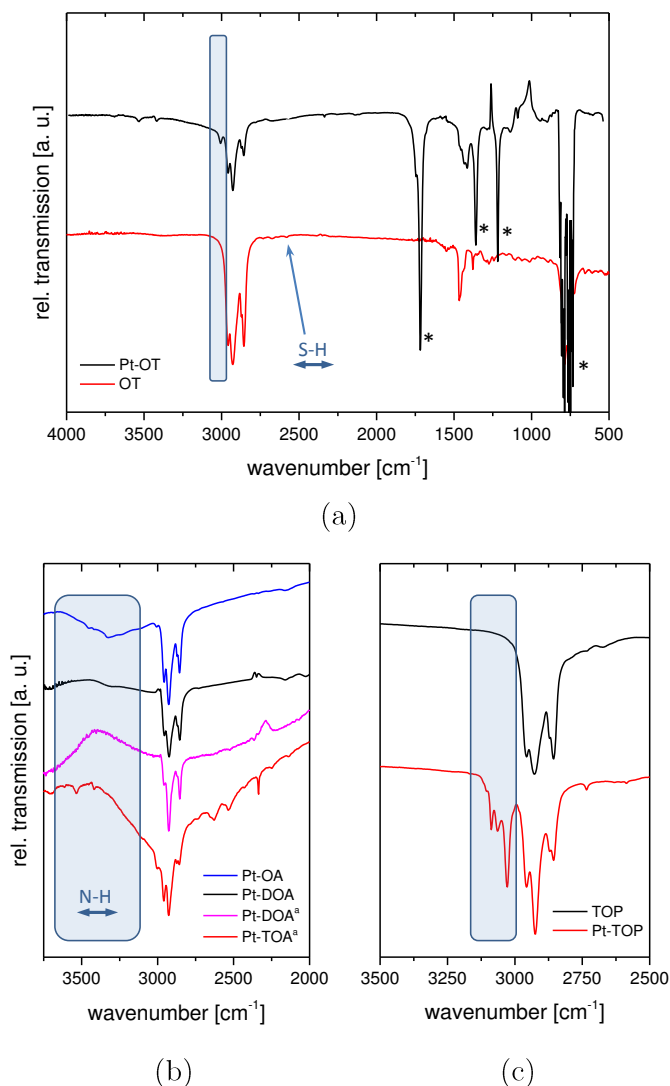 rel. transmission [a. u.]
*
*
*
*
S-H
Pt-OT
OT
4000 3500 3000 2500 2000 1500 1000 500
wavenumber [cm-1]
(a)
rel. transmission [a. u.]
N-H
Pt-OA
Pt-DOA
Pt-DOAa
Pt-TOAa
3500 3000 2500 2000
wavenumber [cm-1]
(b)
TOP
Pt-TOP
3500 3250 3000 2750 2500
wavenumber [cm-1]
(c)